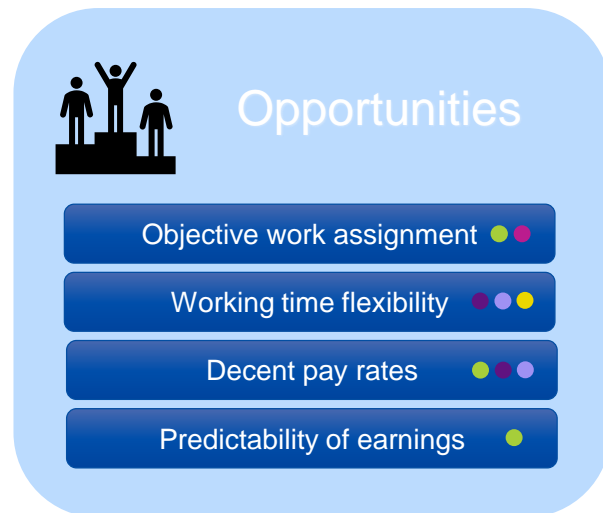 Opportunities
Objective work assignment
Working time flexibility
Decent pay rates
Predictability of earnings